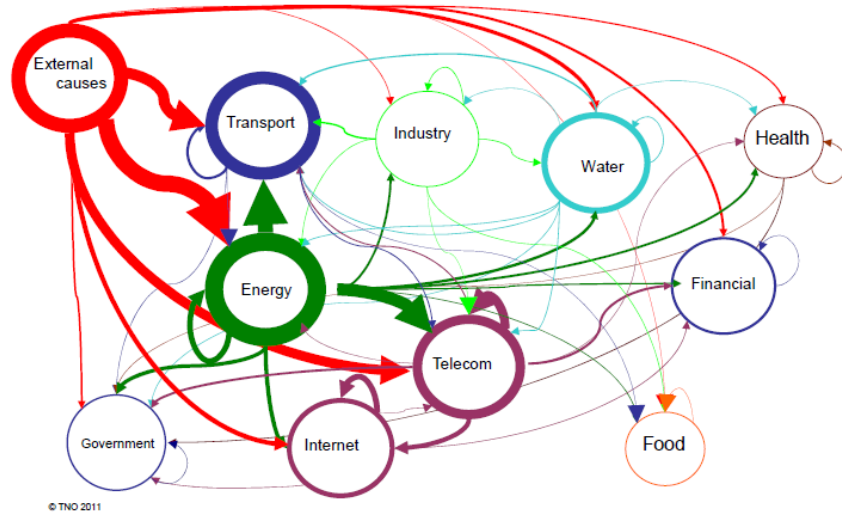 External
causes
Transport
Industry
Water
Health
Energy
Financial
Telecom
Government
Internet
Food
© TNO 2011